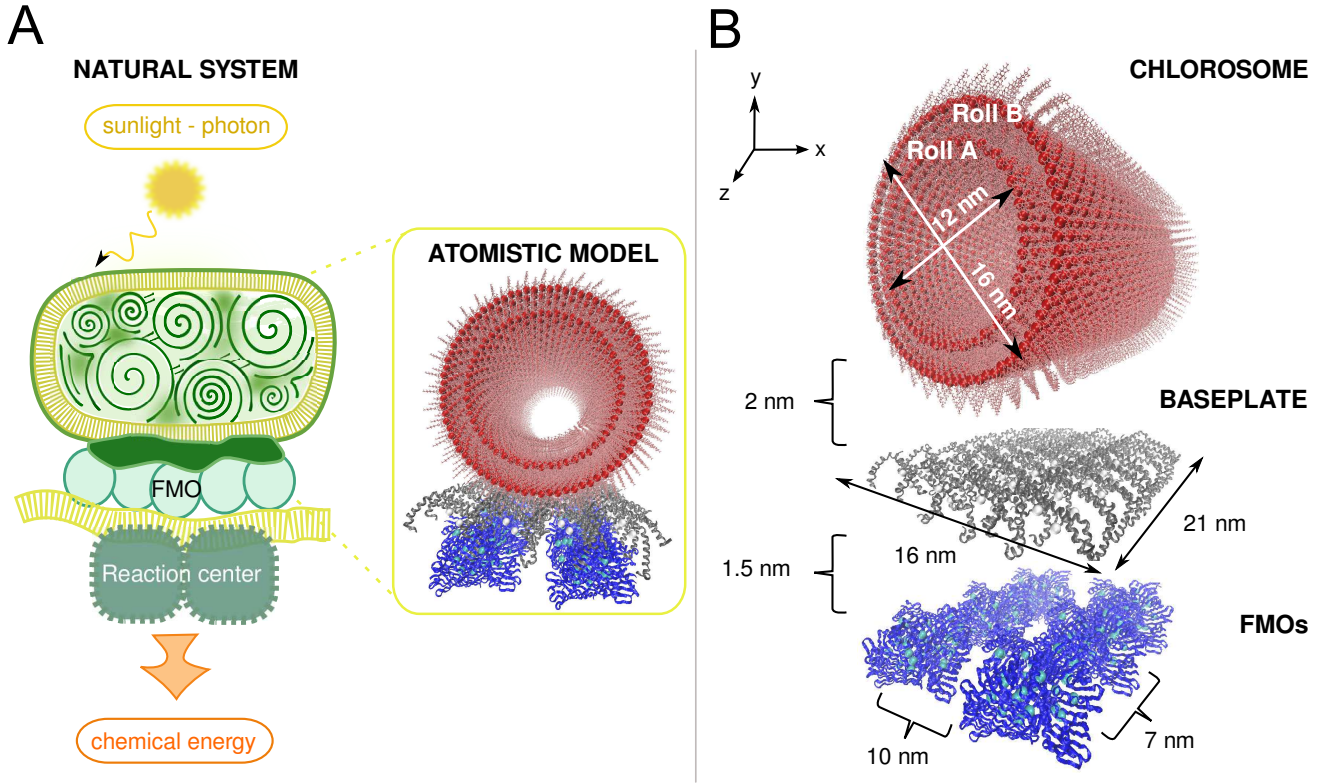 A
NATURAL SYSTEM
sunlight - photon
FMO
Reaction center
chemical energy
ATOMISTIC MODEL
B
y
x
z
CHLOROSOME
Roll B
Roll A
12 nm
16 nm
2 nm
BASEPLATE
21 nm
16 nm
1.5 nm
FMOs
10 nm
7 nm